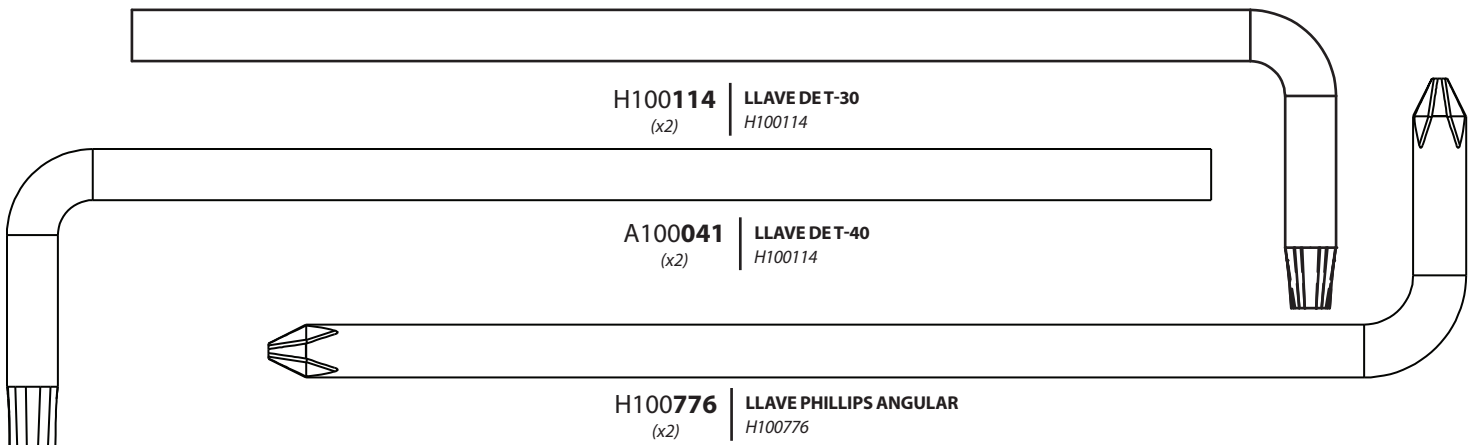 H100114 LLAVE DE T-30
(x2) H100114
A100041 LLAVE DE T-40
(x2) H100114
H100776 LLAVE PHILLIPS ANGULAR
(x2) H100776